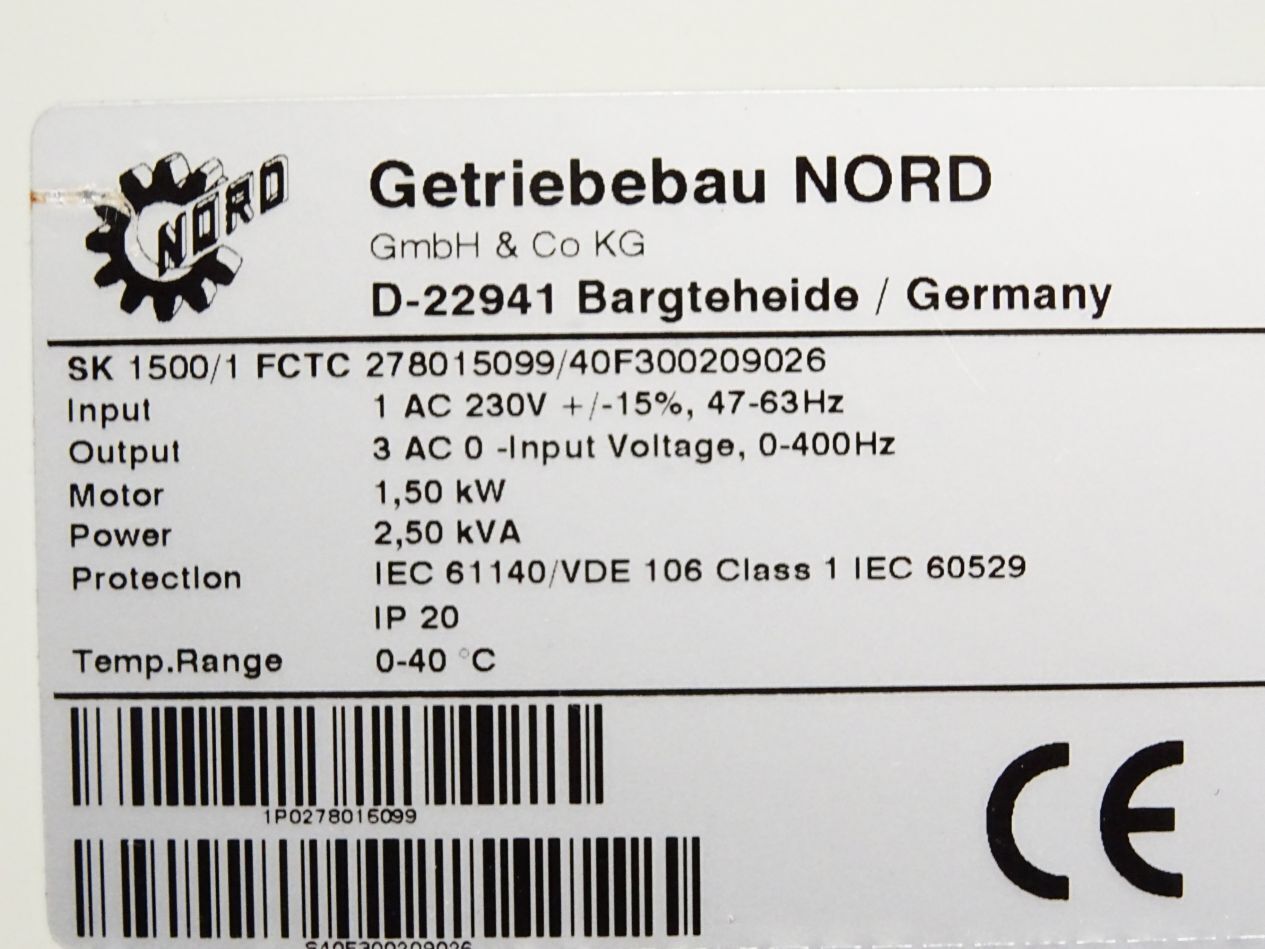 NORD
Getriebebau NORD
GmbH & Co KG
D-22941 Bargteheide / Germany
SK 1500/1 FCTC 278015099/40F300209026
Input 1 AC 230V +/-15%, 47-63Hz
Output 3 AC 0 -Input Voltage, 0-400Hz
Motor 1,50 kW
Power 2,50 kVA
Protection IEC 61140/VDE 106 Class 1 IEC 60529
IP 20
Temp.Range 0-40 °C
1P0278015099
CE
S40F300209026